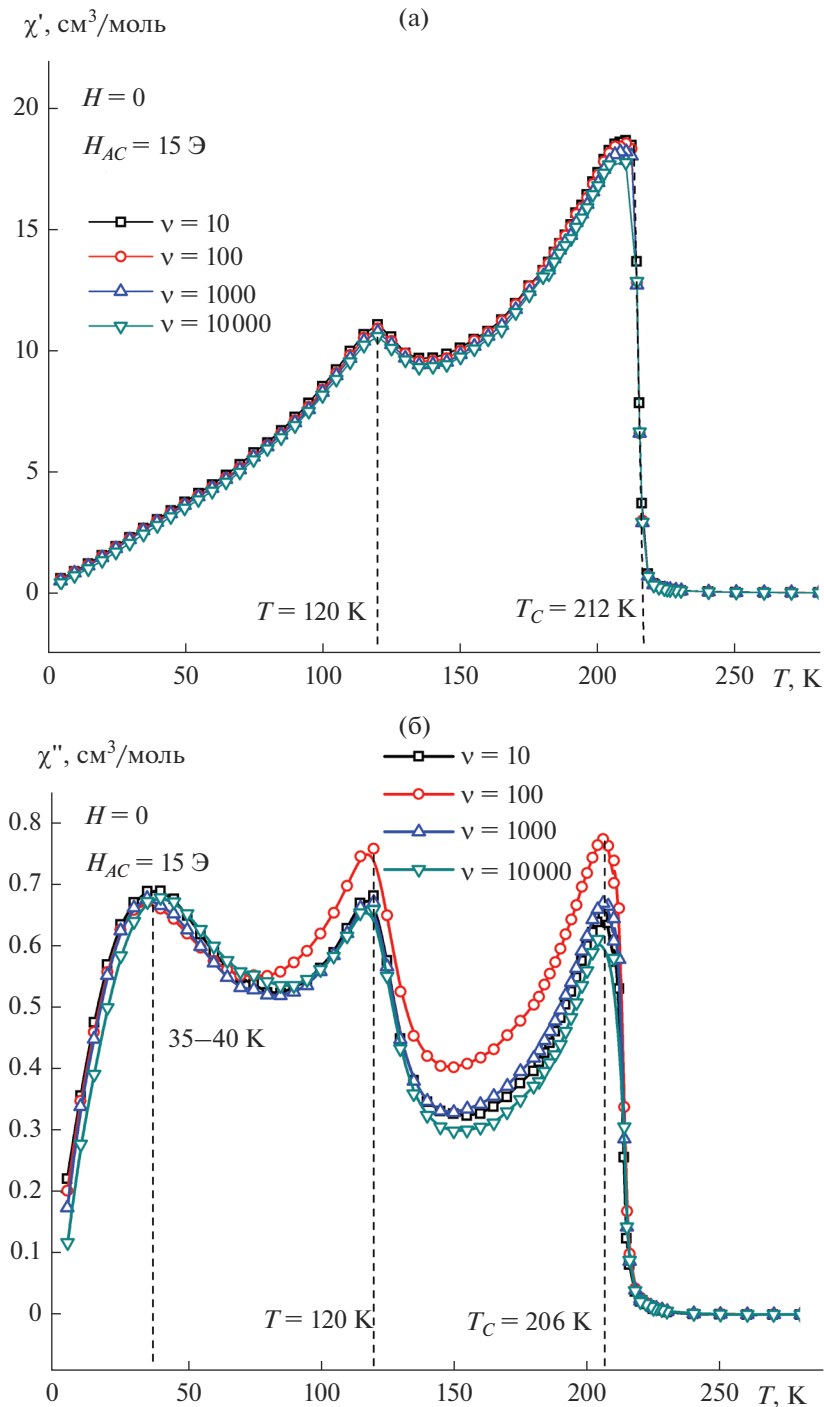 χ', см³/моль
(а)
H = 0
H_AC = 15 Э
ν = 10
ν = 100
ν = 1000
ν = 10000
20
15
10
5
0
T = 120 K
T_C = 212 K
50
100
150
200
250
T, K
(б)
χ'', см³/моль
H = 0
H_AC = 15 Э
ν = 10
ν = 100
ν = 1000
ν = 10000
0.8
0.7
0.6
0.5
0.4
0.3
0.2
0.1
0
35–40 K
T = 120 K
T_C = 206 K
0
50
100
150
200
250
T, K